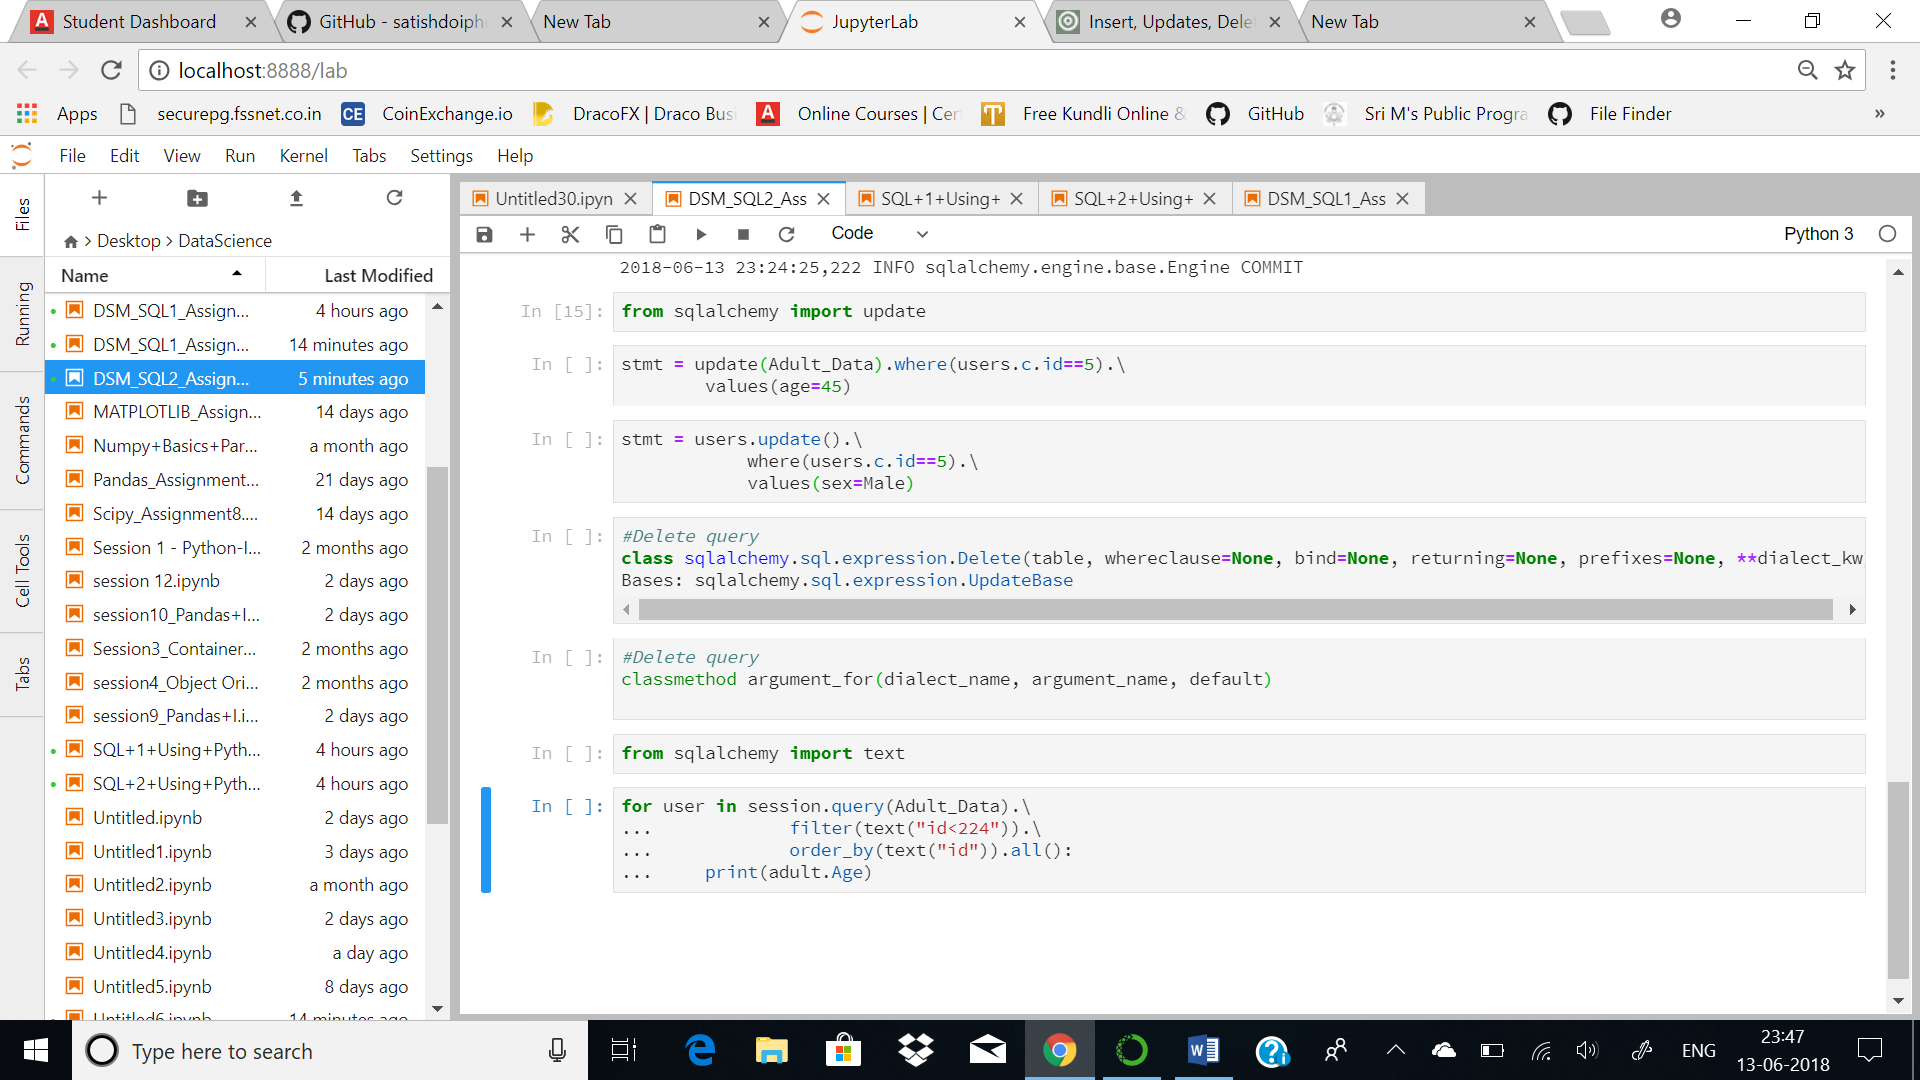 Student Dashboard
GitHub - satishdoiph
New Tab
JupyterLab
Insert, Updates, Dele
New Tab
localhost:8888/lab
Apps
securepg.fssnet.co.in
CE
CoinExchange.io
DracoFX | Draco Busi
Online Courses | Cer
Free Kundli Online &
GitHub
Sri M's Public Progra
File Finder
»
File Edit View Run Kernel Tabs Settings Help
Files
Running
Commands
Cell Tools
Tabs
Desktop > DataScience
Name Last Modified
DSM_SQL1_Assign... 4 hours ago
DSM_SQL1_Assign... 14 minutes ago
DSM_SQL2_Assign... 5 minutes ago
MATPLOTLIB_Assign... 14 days ago
Numpy+Basics+Par... a month ago
Pandas_Assignment... 21 days ago
Scipy_Assignment8.... 14 days ago
Session 1 - Python-I... 2 months ago
session 12.ipynb 2 days ago
session10_Pandas+I... 2 days ago
Session3_Container... 2 months ago
session4_Object Ori... 2 months ago
session9_Pandas+I.i... 2 days ago
SQL+1+Using+Pyth... 4 hours ago
SQL+2+Using+Pyth... 4 hours ago
Untitled.ipynb 2 days ago
Untitled1.ipynb 3 days ago
Untitled2.ipynb a month ago
Untitled3.ipynb 2 days ago
Untitled4.ipynb a day ago
Untitled5.ipynb 8 days ago
Untitled6.ipynb 14 minutes ago
Untitled30.ipyn
DSM_SQL2_Ass
SQL+1+Using+
SQL+2+Using+
DSM_SQL1_Ass
Code
Python 3
2018-06-13 23:24:25,222 INFO sqlalchemy.engine.base.Engine COMMIT
In [15]: from sqlalchemy import update
In [ ]: stmt = update(Adult_Data).where(users.c.id==5).\
values(age=45)
In [ ]: stmt = users.update().\
where(users.c.id==5).\
values(sex=Male)
In [ ]: #Delete query
class sqlalchemy.sql.expression.Delete(table, whereclause=None, bind=None, returning=None, prefixes=None, **dialect_kw
Bases: sqlalchemy.sql.expression.UpdateBase
In [ ]: #Delete query
classmethod argument_for(dialect_name, argument_name, default)
In [ ]: from sqlalchemy import text
In [ ]: for user in session.query(Adult_Data).\
... filter(text("id<224")).\
... order_by(text("id")).all():
... print(adult.Age)
Type here to search
ENG
23:47
13-06-2018